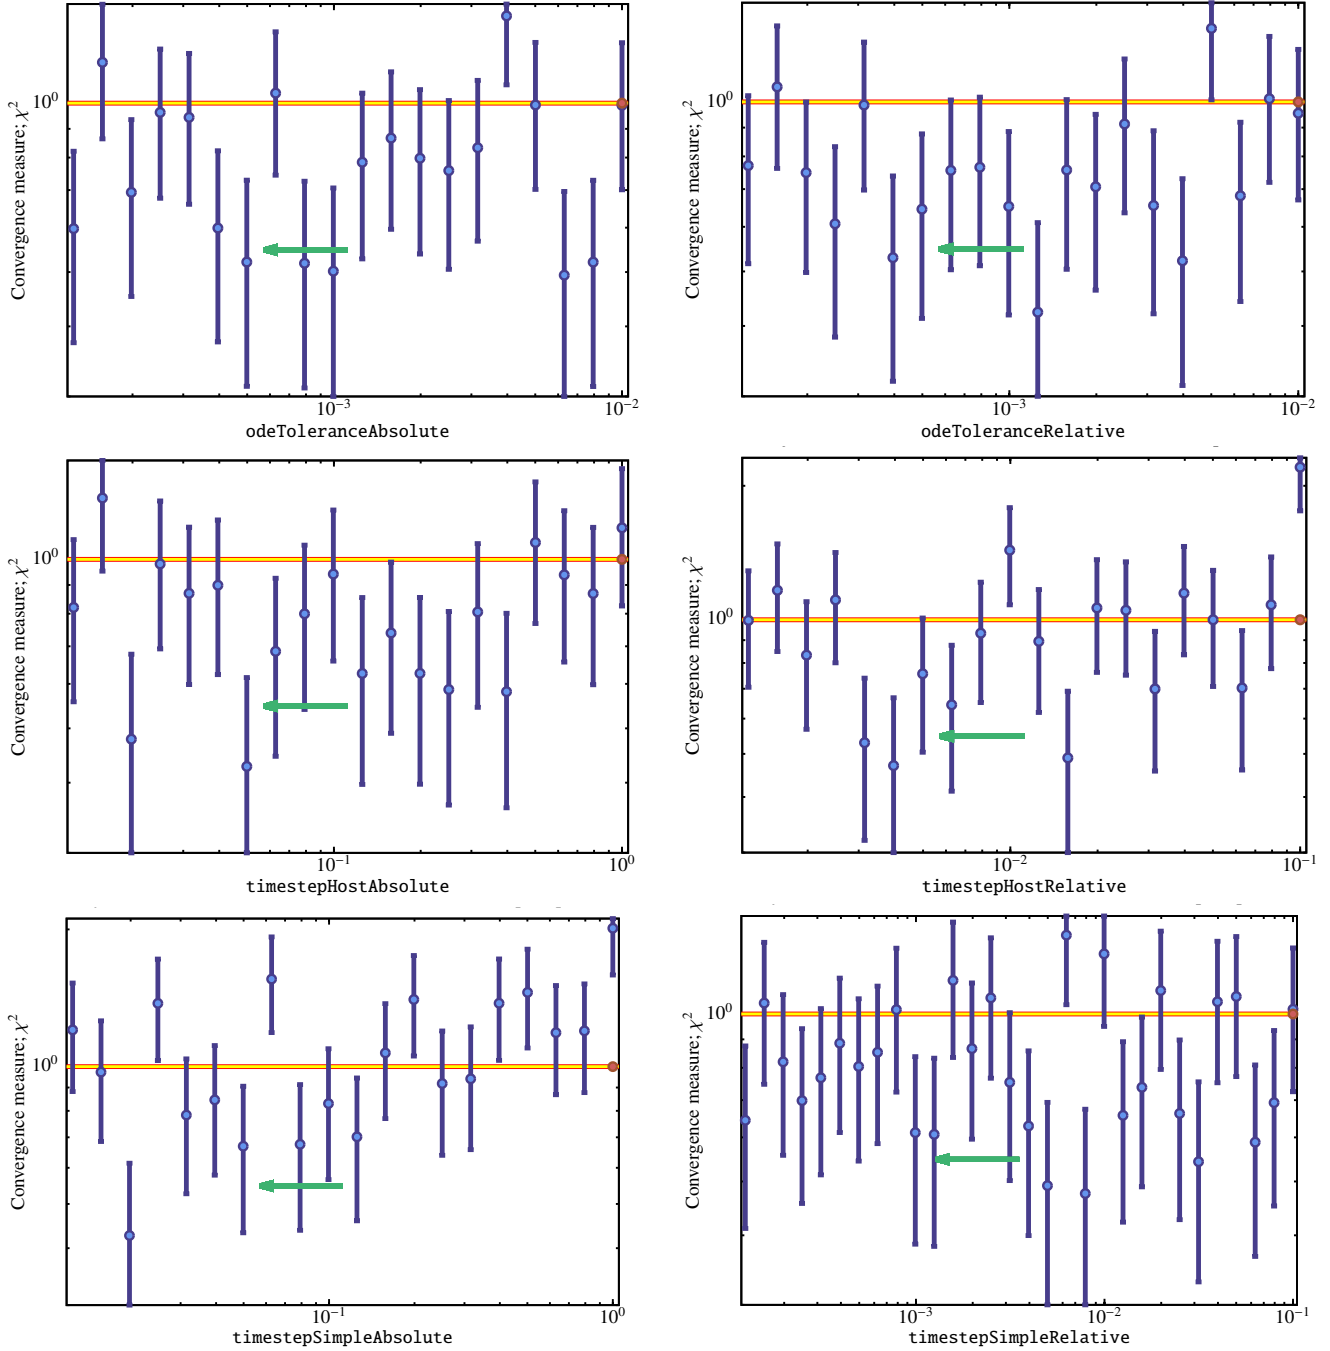 Convergence measure; χ²
10⁰
10⁻³
10⁻²
odeToleranceAbsolute
Convergence measure; χ²
10⁰
10⁻³
10⁻²
odeToleranceRelative
Convergence measure; χ²
10⁰
10⁻¹
10⁰
timestepHostAbsolute
Convergence measure; χ²
10⁰
10⁻²
10⁻¹
timestepHostRelative
Convergence measure; χ²
10⁰
10⁻¹
10⁰
timestepSimpleAbsolute
Convergence measure; χ²
10⁰
10⁻³
10⁻²
10⁻¹
timestepSimpleRelative